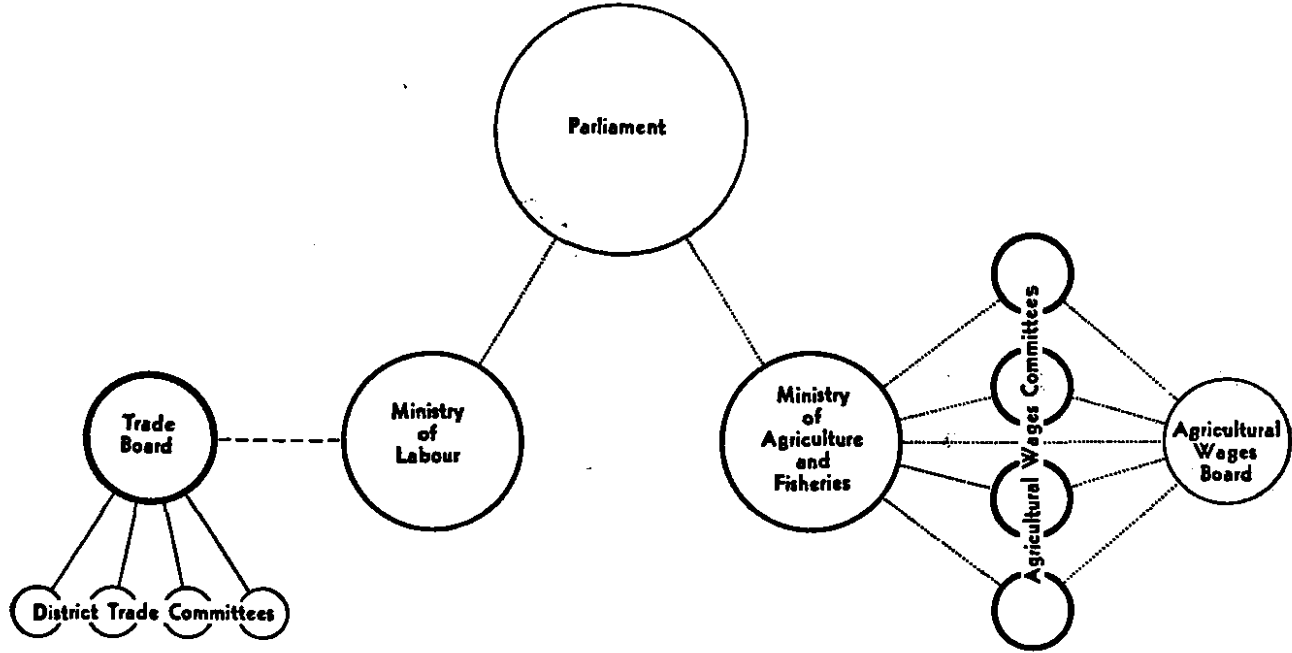 Parliament
Trade
Board
Ministry
of
Labour
Ministry
of
Agriculture
and
Fisheries
Agricultural Wages Committees
Agricultural
Wages
Board
District Trade Committees